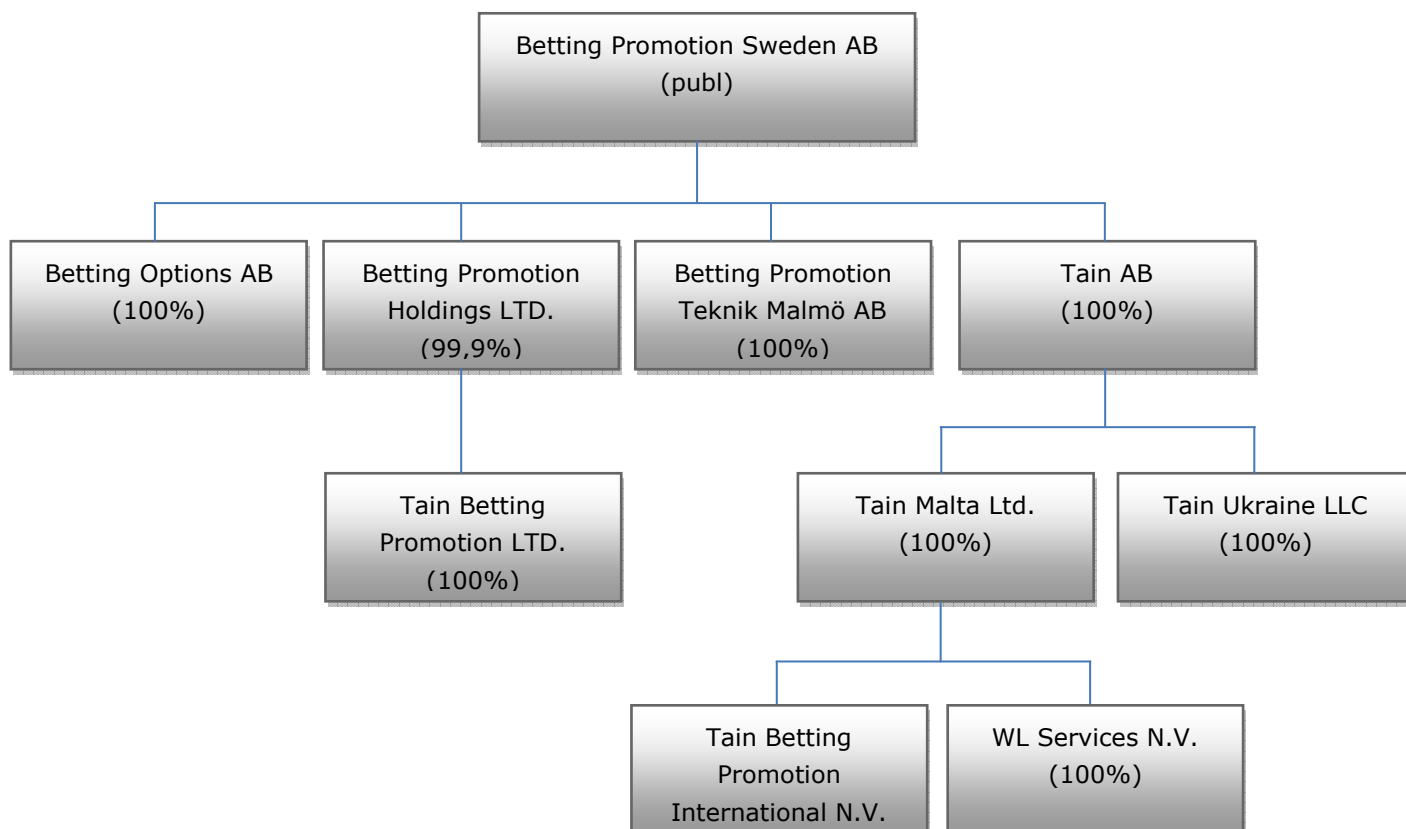 Betting Promotion Sweden AB
(publ)
Betting Options AB
(100%)
Betting Promotion
Holdings LTD.
(99,9%)
Betting Promotion
Teknik Malmö AB
(100%)
Tain AB
(100%)
Tain Betting
Promotion LTD.
(100%)
Tain Malta Ltd.
(100%)
Tain Ukraine LLC
(100%)
Tain Betting
Promotion
International N.V.
WL Services N.V.
(100%)